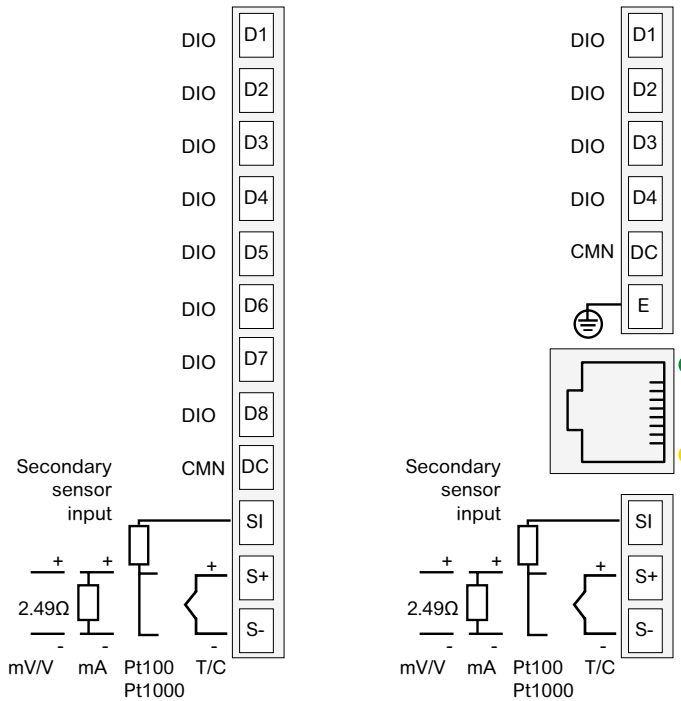 DIO D1
DIO D2
DIO D3
DIO D4
DIO D5
DIO D6
DIO D7
DIO D8
CMN DC
Secondary
sensor
input
SI
+ + + S+
2.49Ω
- - - S-
mV/V mA Pt100 T/C
Pt1000
DIO D1
DIO D2
DIO D3
DIO D4
CMN DC
E
Secondary
sensor
input
SI
+ + + S+
2.49Ω
- - - S-
mV/V mA Pt100 T/C
Pt1000